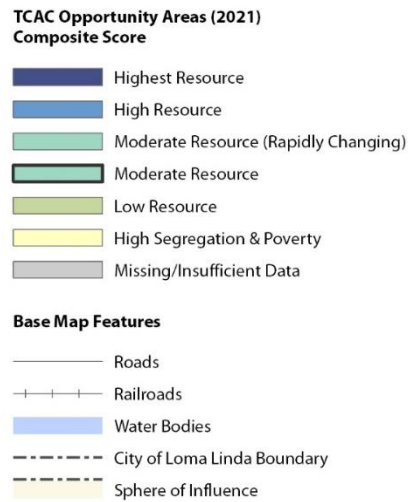 TCAC Opportunity Areas (2021)
Composite Score
Highest Resource
High Resource
Moderate Resource (Rapidly Changing)
Moderate Resource
Low Resource
High Segregation & Poverty
Missing/Insufficient Data
Base Map Features
Roads
Railroads
Water Bodies
City of Loma Linda Boundary
Sphere of Influence